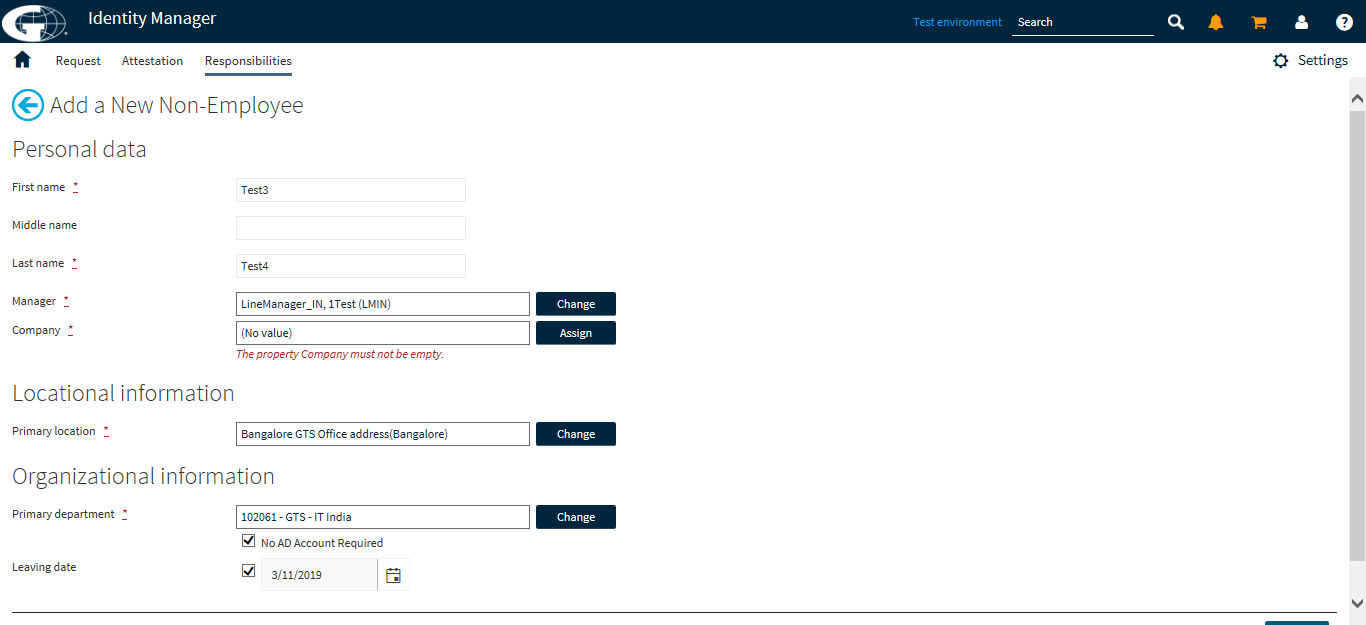 Identity Manager
Test environment
Search
Request Attestation Responsibilities
Settings
Add a New Non-Employee
Personal data
First name *
Test3
Middle name
Last name *
Test4
Manager *
LineManager_IN, 1Test (LMIN)
Change
Company *
(No value)
Assign
The property Company must not be empty.
Locational information
Primary location *
Bangalore GTS Office address(Bangalore)
Change
Organizational information
Primary department *
102061 - GTS - IT India
Change
No AD Account Required
Leaving date
3/11/2019